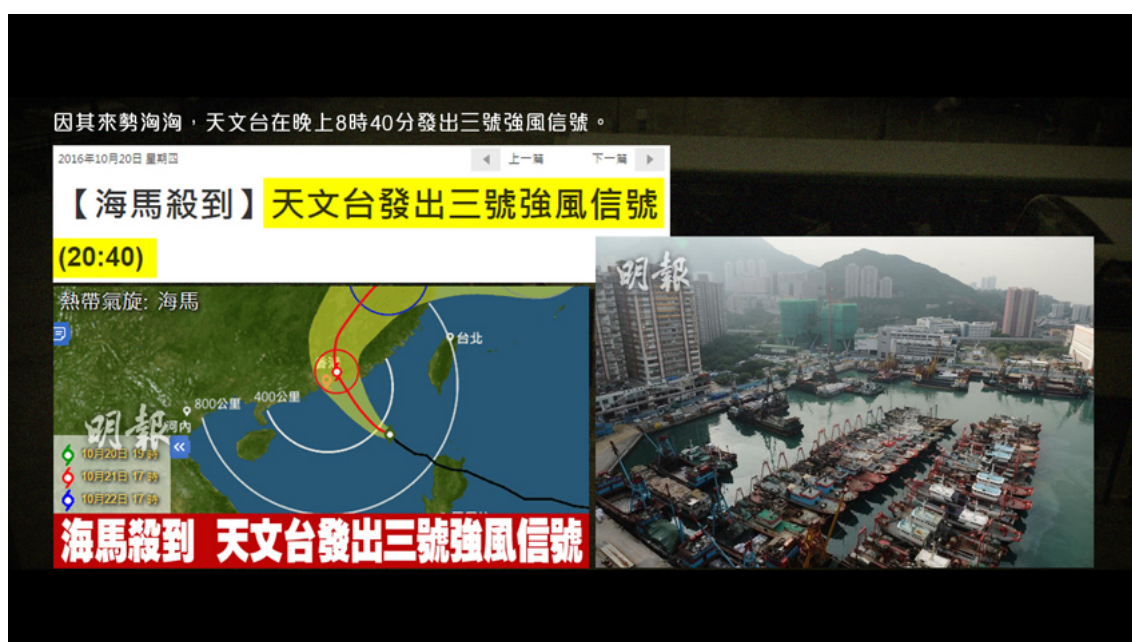 因其來勢洶洶，天文台在晚上8時40分發出三號強風信號。
2016年10月20日 星期四
上一篇 下一篇
【海馬殺到】天文台發出三號強風信號
(20:40)
明報
熱帶氣旋: 海馬
台北
800公里
400公里
河內
明報
10月20日 19時
10月21日 17時
10月22日 17時
海馬殺到 天文台發出三號強風信號